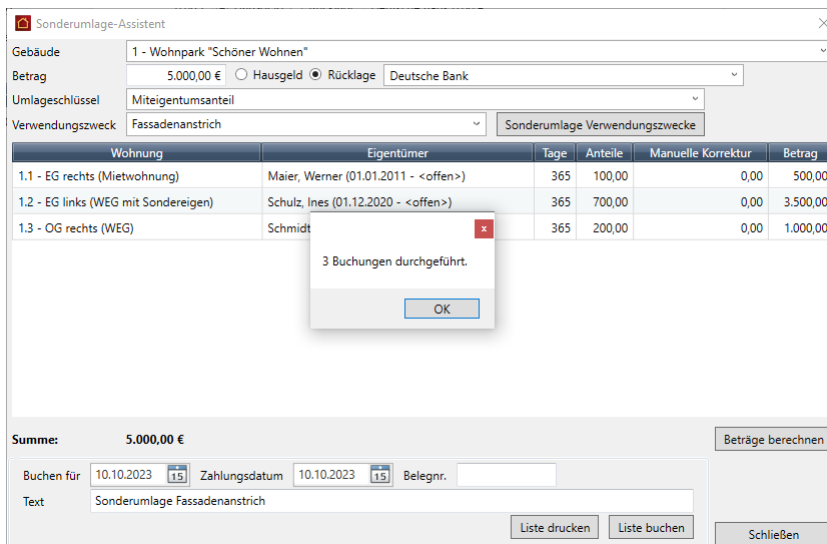 Sonderumlage-Assistent
Gebäude 1 - Wohnpark "Schöner Wohnen"
Betrag 5.000,00 € Hausgeld Rücklage Deutsche Bank
Umlageschlüssel Miteigentumsanteil
Verwendungszweck Fassadenanstrich Sonderumlage Verwendungszwecke
Wohnung Eigentümer Tage Anteile Manuelle Korrektur Betrag
1.1 - EG rechts (Mietwohnung) Maier, Werner (01.01.2011 - <offen>) 365 100,00 0,00 500,00
1.2 - EG links (WEG mit Sondereigen) Schulz, Ines (01.12.2020 - <offen>) 365 700,00 0,00 3.500,00
1.3 - OG rechts (WEG) Schmidt 365 200,00 0,00 1.000,00
x
3 Buchungen durchgeführt.
OK
Summe: 5.000,00 € Beträge berechnen
Buchen für 10.10.2023 15 Zahlungsdatum 10.10.2023 15 Belegnr.
Text Sonderumlage Fassadenanstrich
Liste drucken Liste buchen Schließen